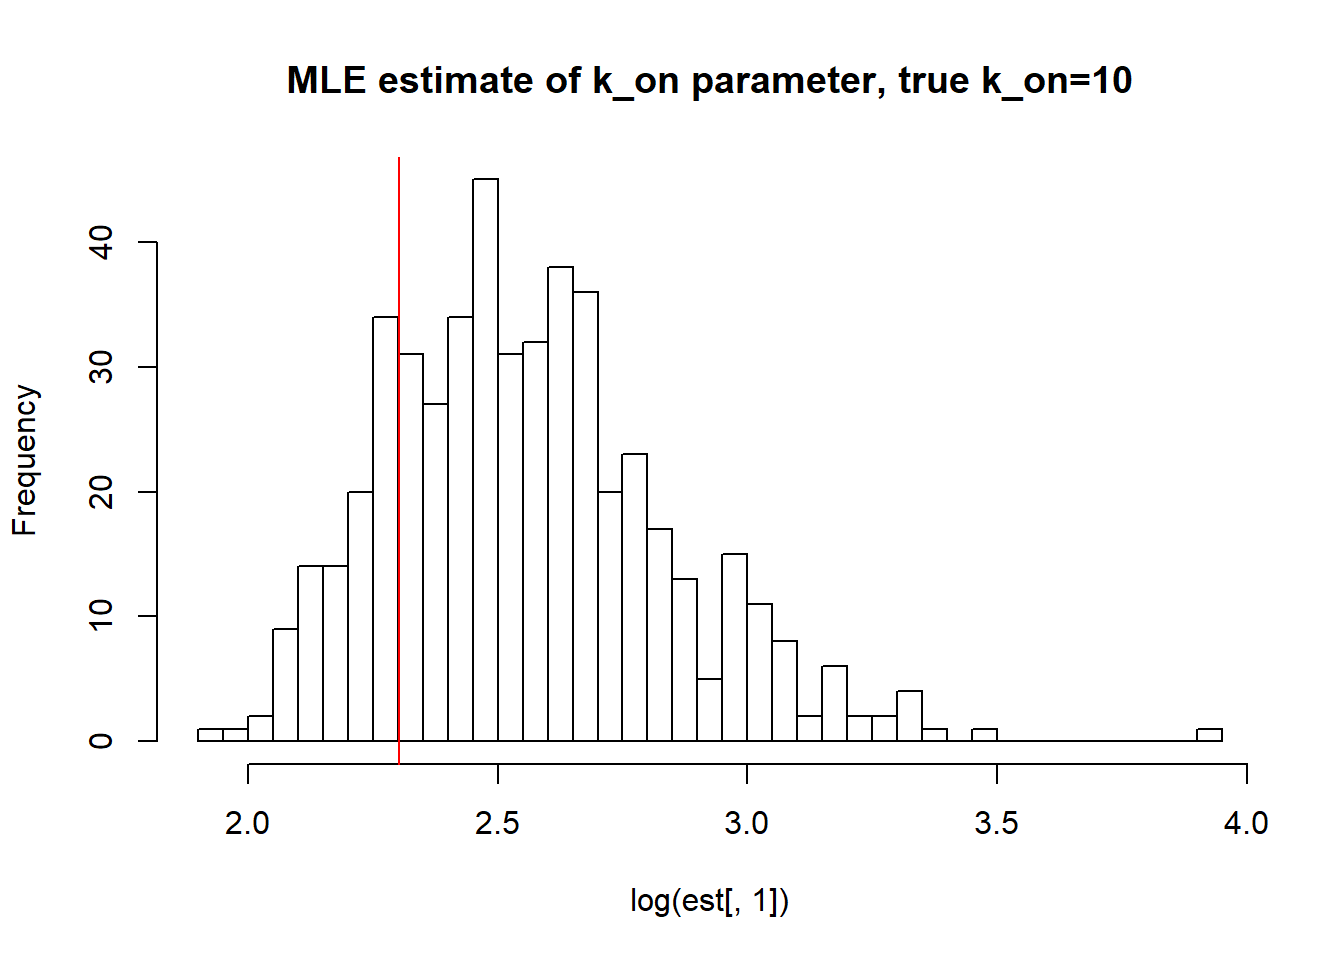 MLE estimate of k_on parameter, true k_on=10
Frequency
40
30
20
10
0
2.0 2.5 3.0 3.5 4.0
log(est[, 1])